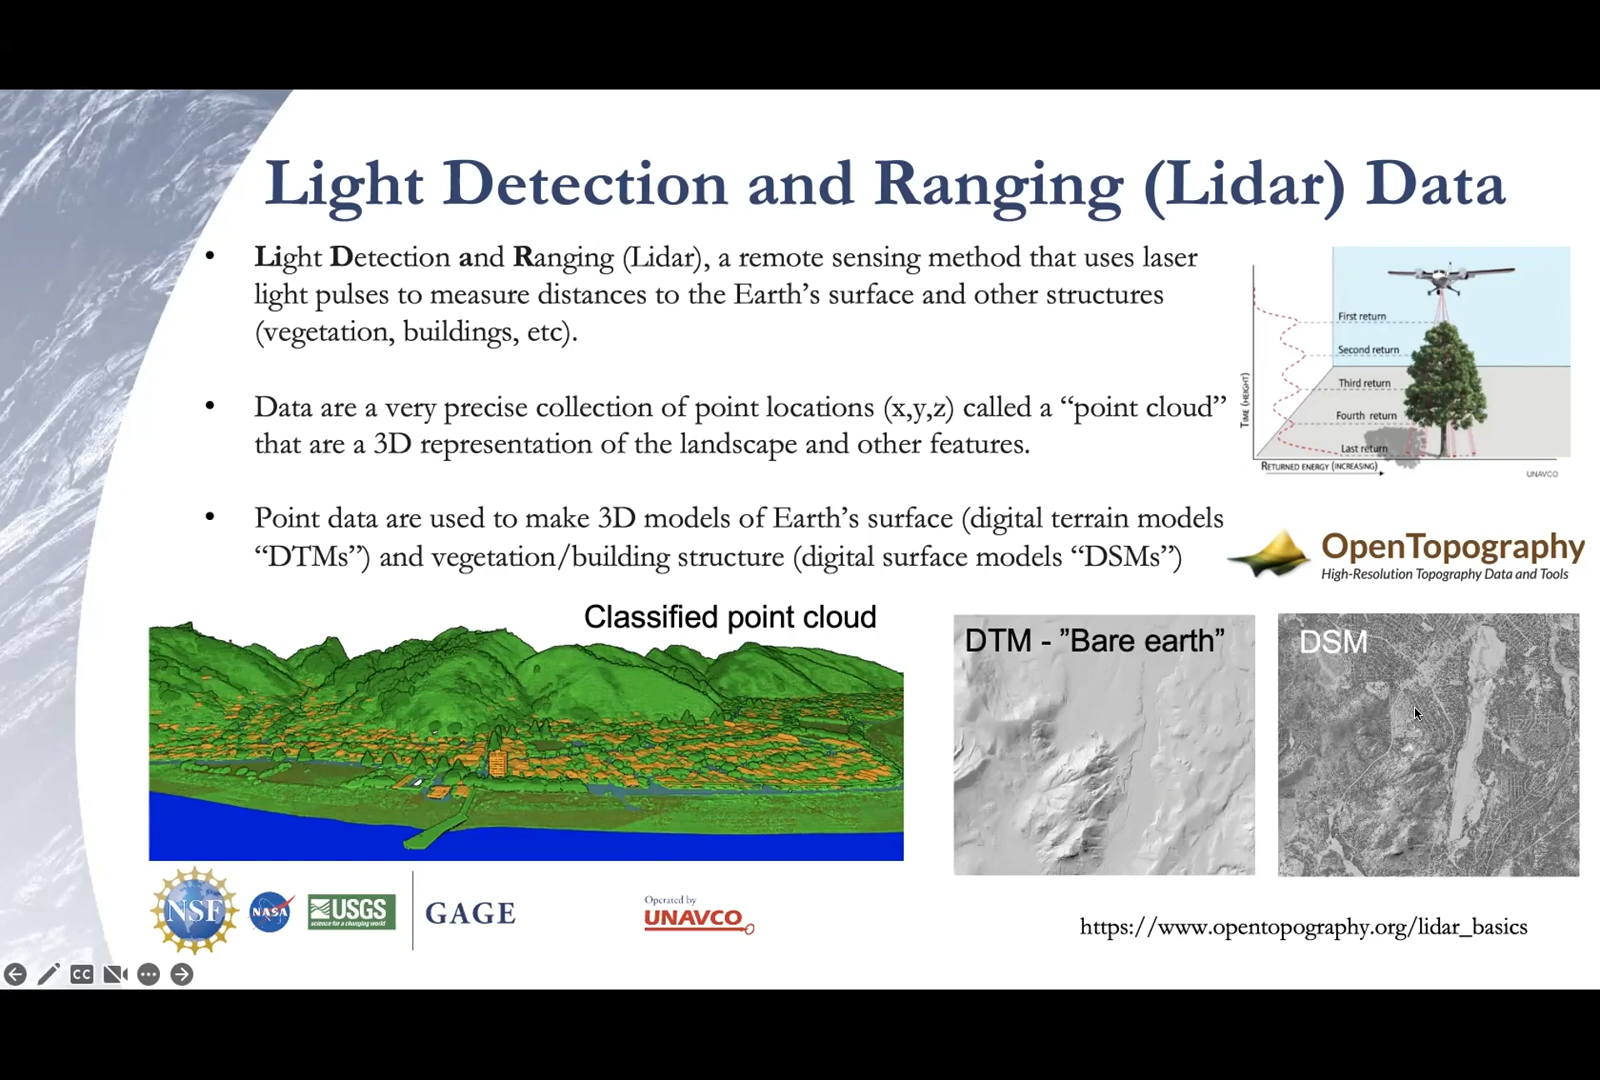 Light Detection and Ranging (Lidar) Data
• Light Detection and Ranging (Lidar), a remote sensing method that uses laser
light pulses to measure distances to the Earth’s surface and other structures
(vegetation, buildings, etc).
• Data are a very precise collection of point locations (x,y,z) called a “point cloud”
that are a 3D representation of the landscape and other features.
• Point data are used to make 3D models of Earth’s surface (digital terrain models
“DTMs”) and vegetation/building structure (digital surface models “DSMs”)
First return
Second return
Third return
Fourth return
Last return
TIME (HEIGHT)
RETURNED ENERGY (INCREASING)
UNAVCO
OpenTopography
High-Resolution Topography Data and Tools
Classified point cloud
DTM - ”Bare earth”
DSM
NSF
NASA
USGS
science for a changing world
GAGE
Operated by
UNAVCO
https://www.opentopography.org/lidar_basics
CC